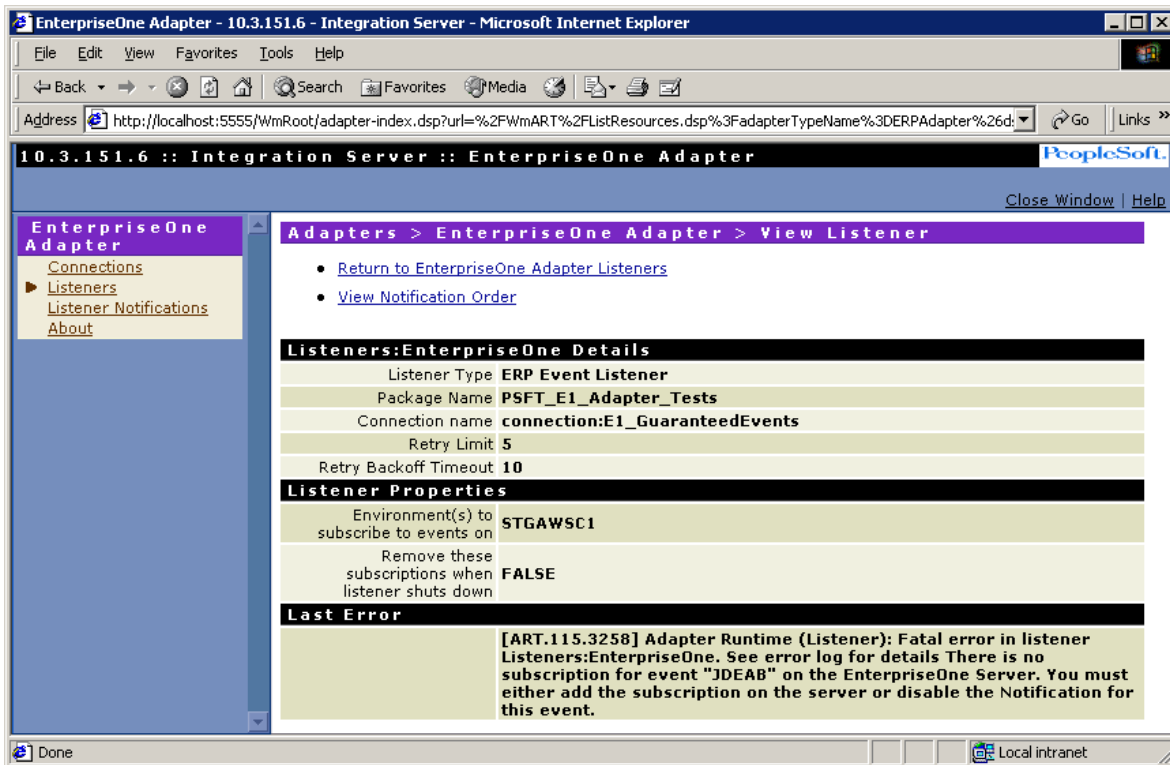 EnterpriseOne Adapter - 10.3.151.6 - Integration Server - Microsoft Internet Explorer
File Edit View Favorites Tools Help
Back Search Favorites Media
Address http://localhost:5555/WmRoot/adapter-index.dsp?url=%2FWmART%2FListResources.dsp%3FadapterTypeName%3DERPAdapter%26d: Go Links »
10.3.151.6 :: Integration Server :: EnterpriseOne Adapter PeopleSoft.
Close Window | Help
EnterpriseOne
Adapter
Connections
Listeners
Listener Notifications
About
Adapters > EnterpriseOne Adapter > View Listener
Return to EnterpriseOne Adapter Listeners
View Notification Order
Listeners:EnterpriseOne Details
Listener Type ERP Event Listener
Package Name PSFT_E1_Adapter_Tests
Connection name connection:E1_GuaranteedEvents
Retry Limit 5
Retry Backoff Timeout 10
Listener Properties
Environment(s) to
subscribe to events on STGAWSC1
Remove these
subscriptions when FALSE
listener shuts down
Last Error
[ART.115.3258] Adapter Runtime (Listener): Fatal error in listener
Listeners:EnterpriseOne. See error log for details There is no
subscription for event "JDEAB" on the EnterpriseOne Server. You must
either add the subscription on the server or disable the Notification for
this event.
Done Local intranet